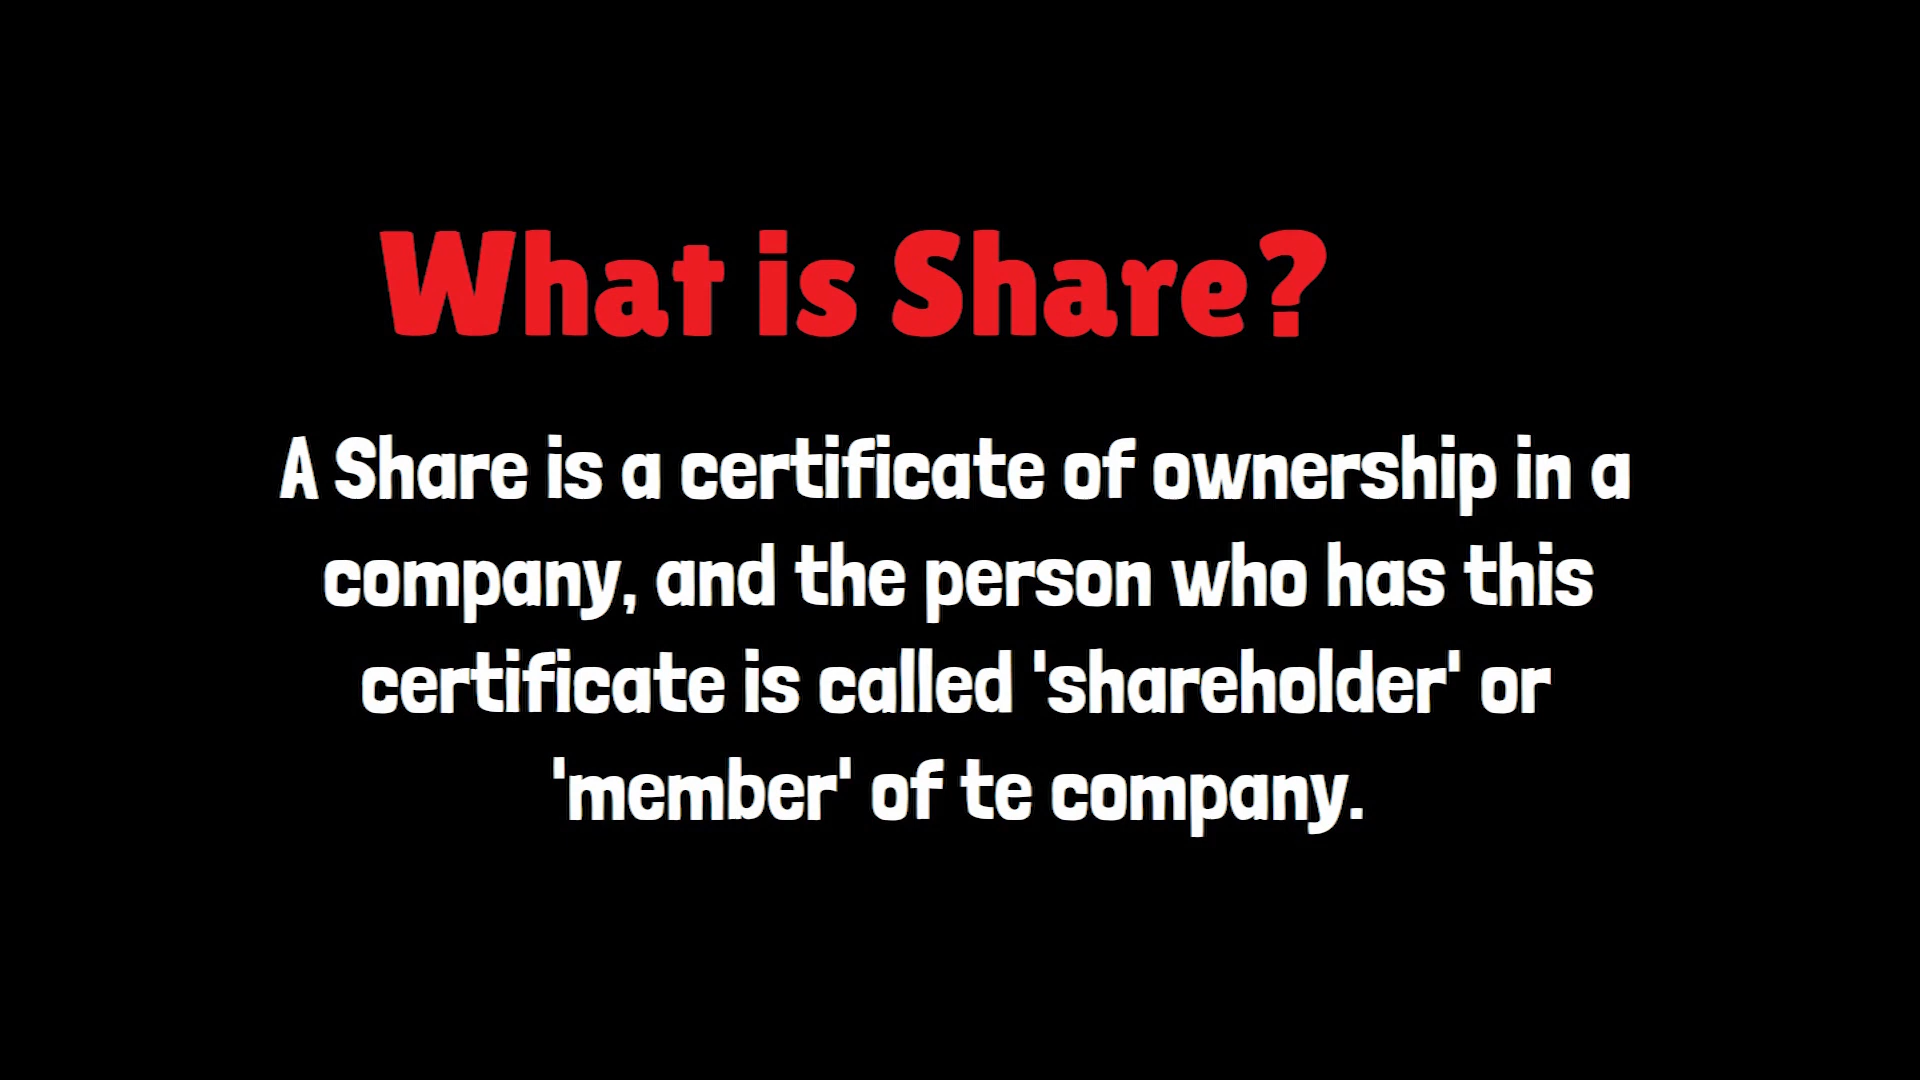 What is Share?
A Share is a certificate of ownership in a
company, and the person who has this
certificate is called 'shareholder' or
'member' of te company.